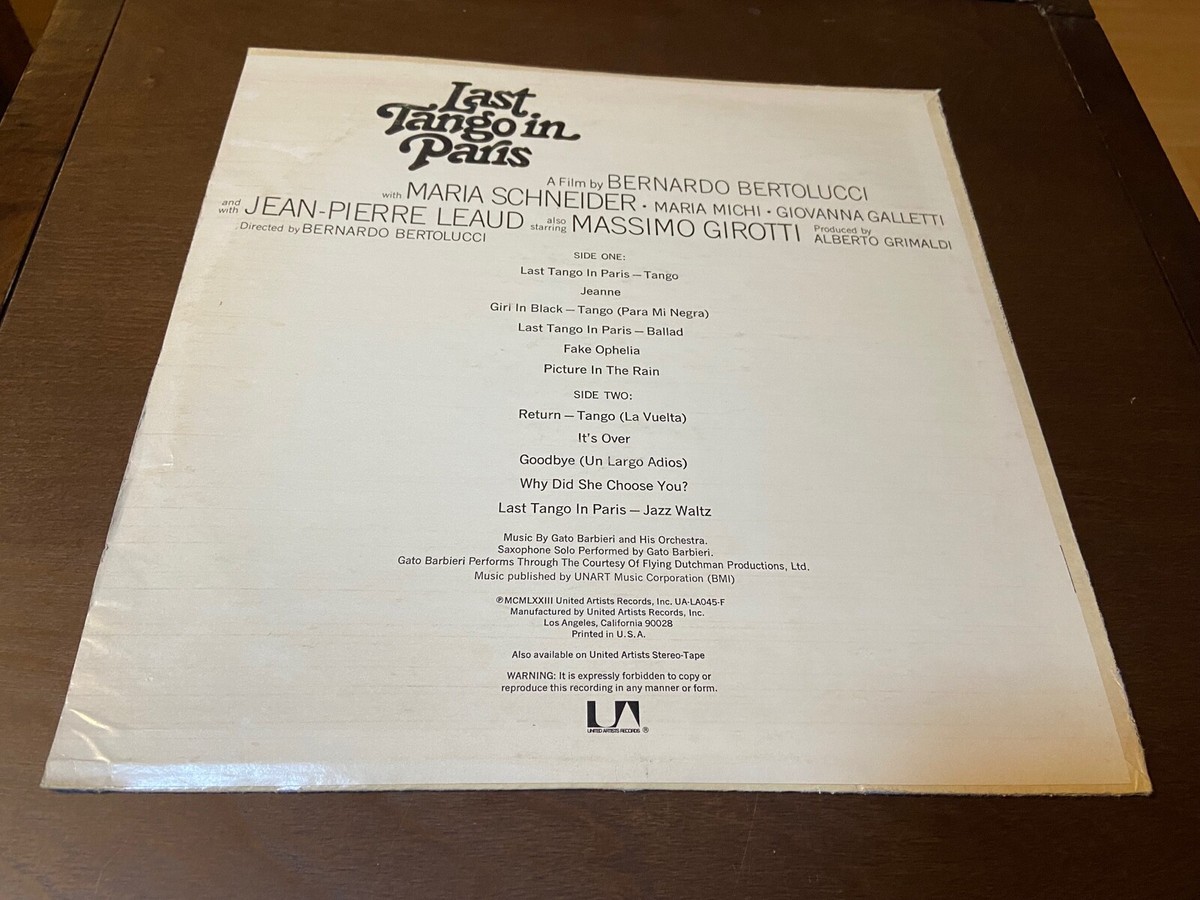 Last
Tango in
Paris
A Film by BERNARDO BERTOLUCCI
with MARIA SCHNEIDER • MARIA MICHI • GIOVANNA GALLETTI
and with JEAN-PIERRE LEAUD also starring MASSIMO GIROTTI Produced by ALBERTO GRIMALDI
Directed by BERNARDO BERTOLUCCI
SIDE ONE:
Last Tango In Paris — Tango
Jeanne
Girl In Black — Tango (Para Mi Negra)
Last Tango In Paris — Ballad
Fake Ophelia
Picture In The Rain
SIDE TWO:
Return — Tango (La Vuelta)
It's Over
Goodbye (Un Largo Adios)
Why Did She Choose You?
Last Tango In Paris — Jazz Waltz
Music By Gato Barbieri and His Orchestra.
Saxophone Solo Performed by Gato Barbieri.
Gato Barbieri Performs Through The Courtesy Of Flying Dutchman Productions, Ltd.
Music published by UNART Music Corporation (BMI)
℗MCMLXXIII United Artists Records, Inc. UA-LA045-F
Manufactured by United Artists Records, Inc.
Los Angeles, California 90028
Printed in U.S.A.
Also available on United Artists Stereo-Tape
WARNING: It is expressly forbidden to copy or
reproduce this recording in any manner or form.
UA
UNITED ARTISTS RECORDS ®